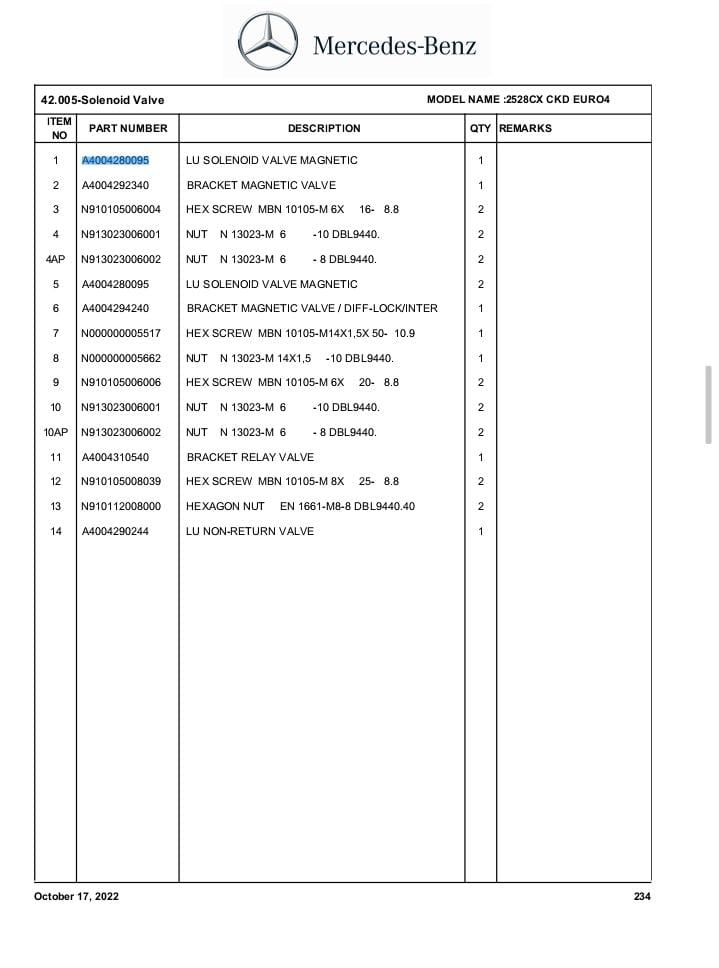 Mercedes-Benz
42.005-Solenoid Valve MODEL NAME :2528CX CKD EURO4
ITEM NO PART NUMBER DESCRIPTION QTY REMARKS
1 A4004280095 LU SOLENOID VALVE MAGNETIC 1
2 A4004292340 BRACKET MAGNETIC VALVE 1
3 N910105006004 HEX SCREW MBN 10105-M 6X 16- 8.8 2
4 N913023006001 NUT N 13023-M 6 -10 DBL9440. 2
4AP N913023006002 NUT N 13023-M 6 - 8 DBL9440. 2
5 A4004280095 LU SOLENOID VALVE MAGNETIC 2
6 A4004294240 BRACKET MAGNETIC VALVE / DIFF-LOCK/INTER 1
7 N000000005517 HEX SCREW MBN 10105-M14X1,5X 50- 10.9 1
8 N000000005662 NUT N 13023-M 14X1,5 -10 DBL9440. 1
9 N910105006006 HEX SCREW MBN 10105-M 6X 20- 8.8 2
10 N913023006001 NUT N 13023-M 6 -10 DBL9440. 2
10AP N913023006002 NUT N 13023-M 6 - 8 DBL9440. 2
11 A4004310540 BRACKET RELAY VALVE 1
12 N910105008039 HEX SCREW MBN 10105-M 8X 25- 8.8 2
13 N910112008000 HEXAGON NUT EN 1661-M8-8 DBL9440.40 2
14 A4004290244 LU NON-RETURN VALVE 1
October 17, 2022 234